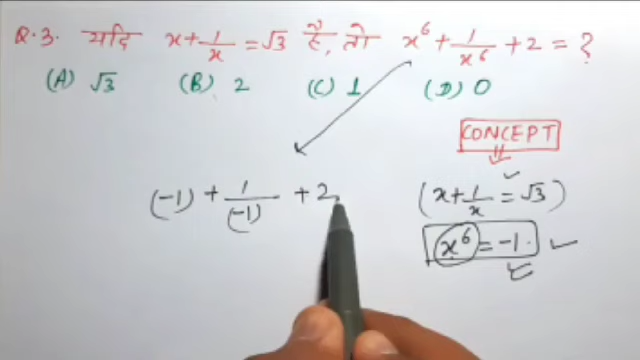 Q.3. यदि x + 1/x = √3 है, तो x⁶ + 1/x⁶ + 2 = ?
(A) √3 (B) 2 (C) 1 (D) 0
CONCEPT
(x + 1/x = √3)
(-1) + 1/(-1) + 2
x⁶ = -1